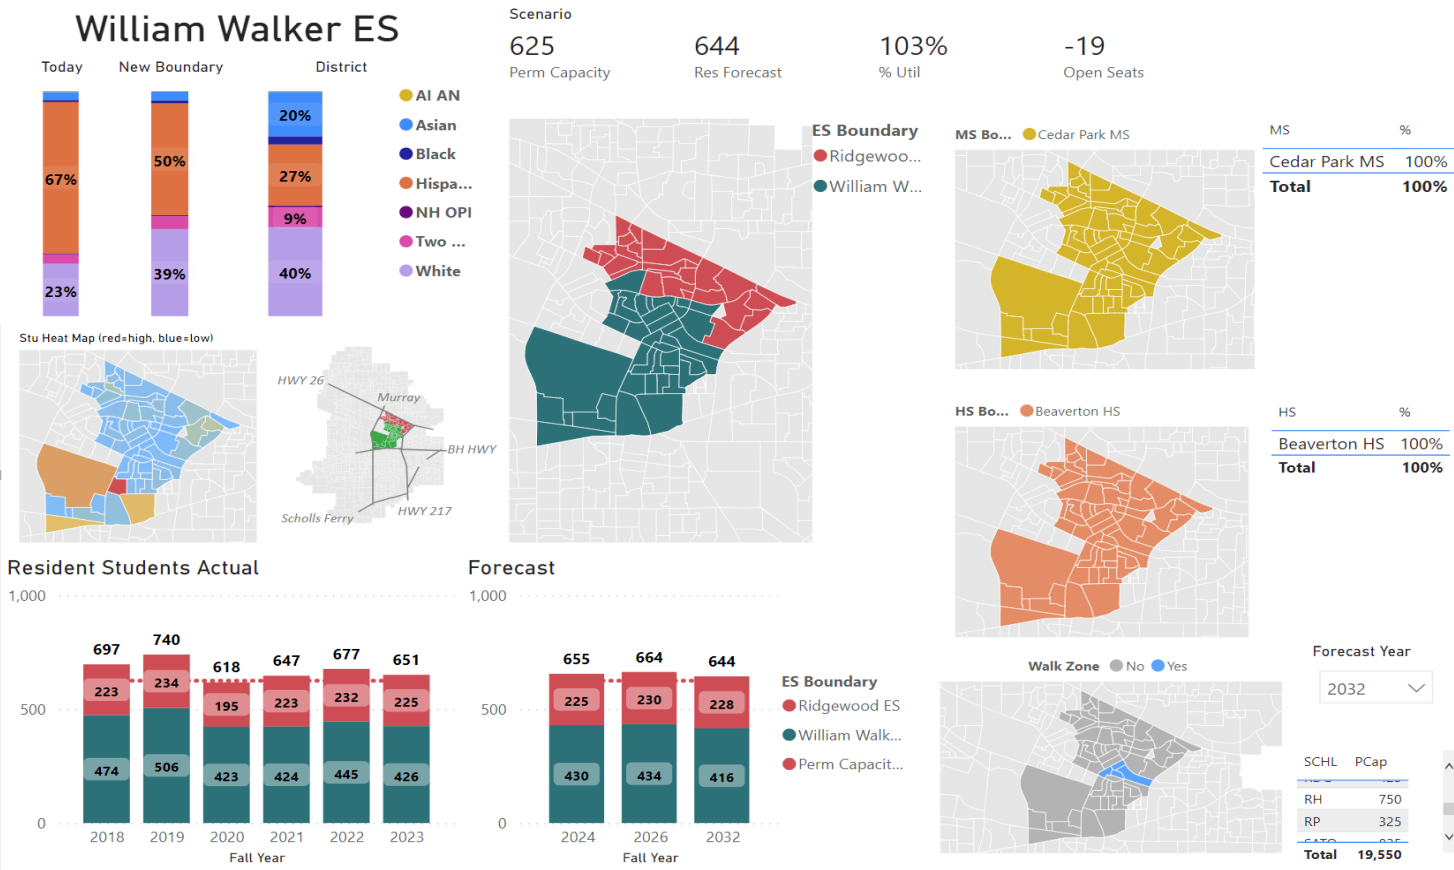 William Walker ES
Today
New Boundary
District
67%
23%
50%
39%
20%
27%
9%
40%
AI AN
Asian
Black
Hispa...
NH OPI
Two ...
White
Scenario
625
Perm Capacity
644
Res Forecast
103%
% Util
-19
Open Seats
ES Boundary
Ridgewoo...
William W...
MS Bo...
Cedar Park MS
MS %
Cedar Park MS 100%
Total 100%
Stu Heat Map (red=high, blue=low)
HWY 26
Murray
BH HWY
HWY 217
Scholls Ferry
HS Bo...
Beaverton HS
HS %
Beaverton HS 100%
Total 100%
Resident Students Actual
1,000
500
0
697
740
618
647
677
651
223
234
195
223
232
225
474
506
423
424
445
426
2018
2019
2020
2021
2022
2023
Fall Year
Forecast
1,000
500
0
655
664
644
225
230
228
430
434
416
2024
2026
2032
Fall Year
ES Boundary
Ridgewood ES
William Walk...
Perm Capacit...
Walk Zone
No
Yes
Forecast Year
2032
SCHL PCap
RH 750
RP 325
Total 19,550